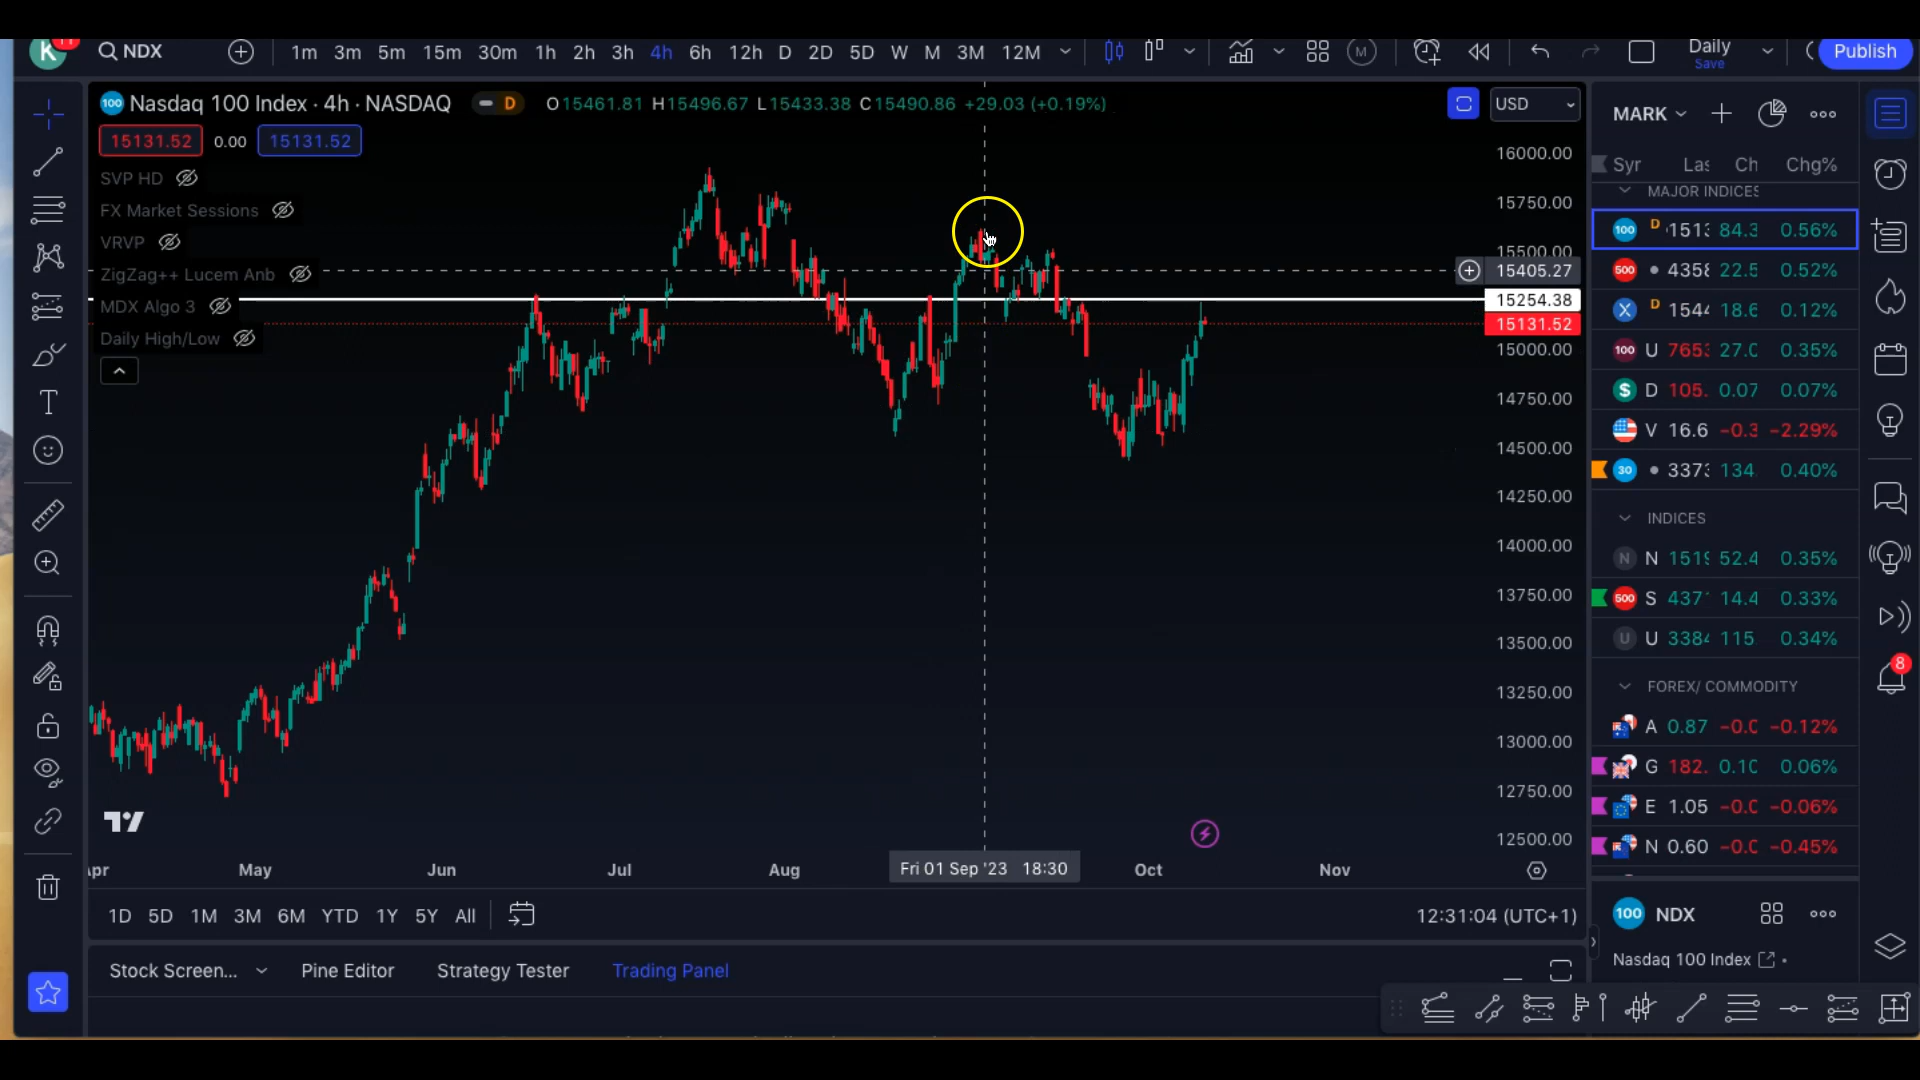 K 11 NDX 1m 3m 5m 15m 30m 1h 2h 3h 4h 6h 12h D 2D 5D W M 3M 12M M Daily Save Publish
100 Nasdaq 100 Index · 4h · NASDAQ D O15461.81 H15496.67 L15433.38 C15490.86 +29.03 (+0.19%) USD
15131.52 0.00 15131.52
SVP HD
FX Market Sessions
VRVP
ZigZag++ Lucem Anb
MDX Algo 3
Daily High/Low
16000.00
15750.00
15500.00
15405.27
15254.38
15131.52
15000.00
14750.00
14500.00
14250.00
14000.00
13750.00
13500.00
13250.00
13000.00
12750.00
12500.00
Apr May Jun Jul Aug Fri 01 Sep '23 18:30 Oct Nov
1D 5D 1M 3M 6M YTD 1Y 5Y All 12:31:04 (UTC+1)
Stock Screen... Pine Editor Strategy Tester Trading Panel
MARK
Syr Las Ch Chg%
MAJOR INDICES
100 D 1513 84.3 0.56%
500 4358 22.5 0.52%
X D 1544 18.6 0.12%
100 U 7653 27.0 0.35%
S D 105. 0.07 0.07%
V 16.6 -0.3 -2.29%
30 3373 134. 0.40%
INDICES
N N 1519 52.4 0.35%
500 S 437 14.4 0.33%
U U 3384 115 0.34%
FOREX/ COMMODITY
A 0.87 -0.0 -0.12%
G 182. 0.10 0.06%
E 1.05 -0.0 -0.06%
N 0.60 -0.0 -0.45%
100 NDX
Nasdaq 100 Index
8